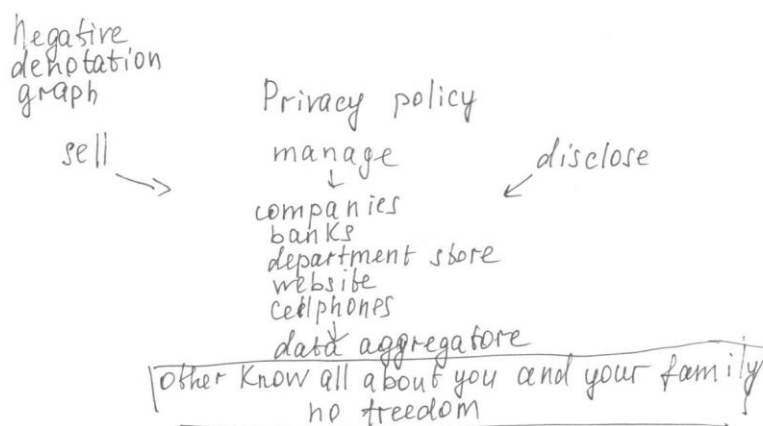 Negative
denotation
graph
Privacy policy
sell
manage
disclose
companies
banks
department store
website
cellphones
data aggregatore
other know all about you and your family
no freedom